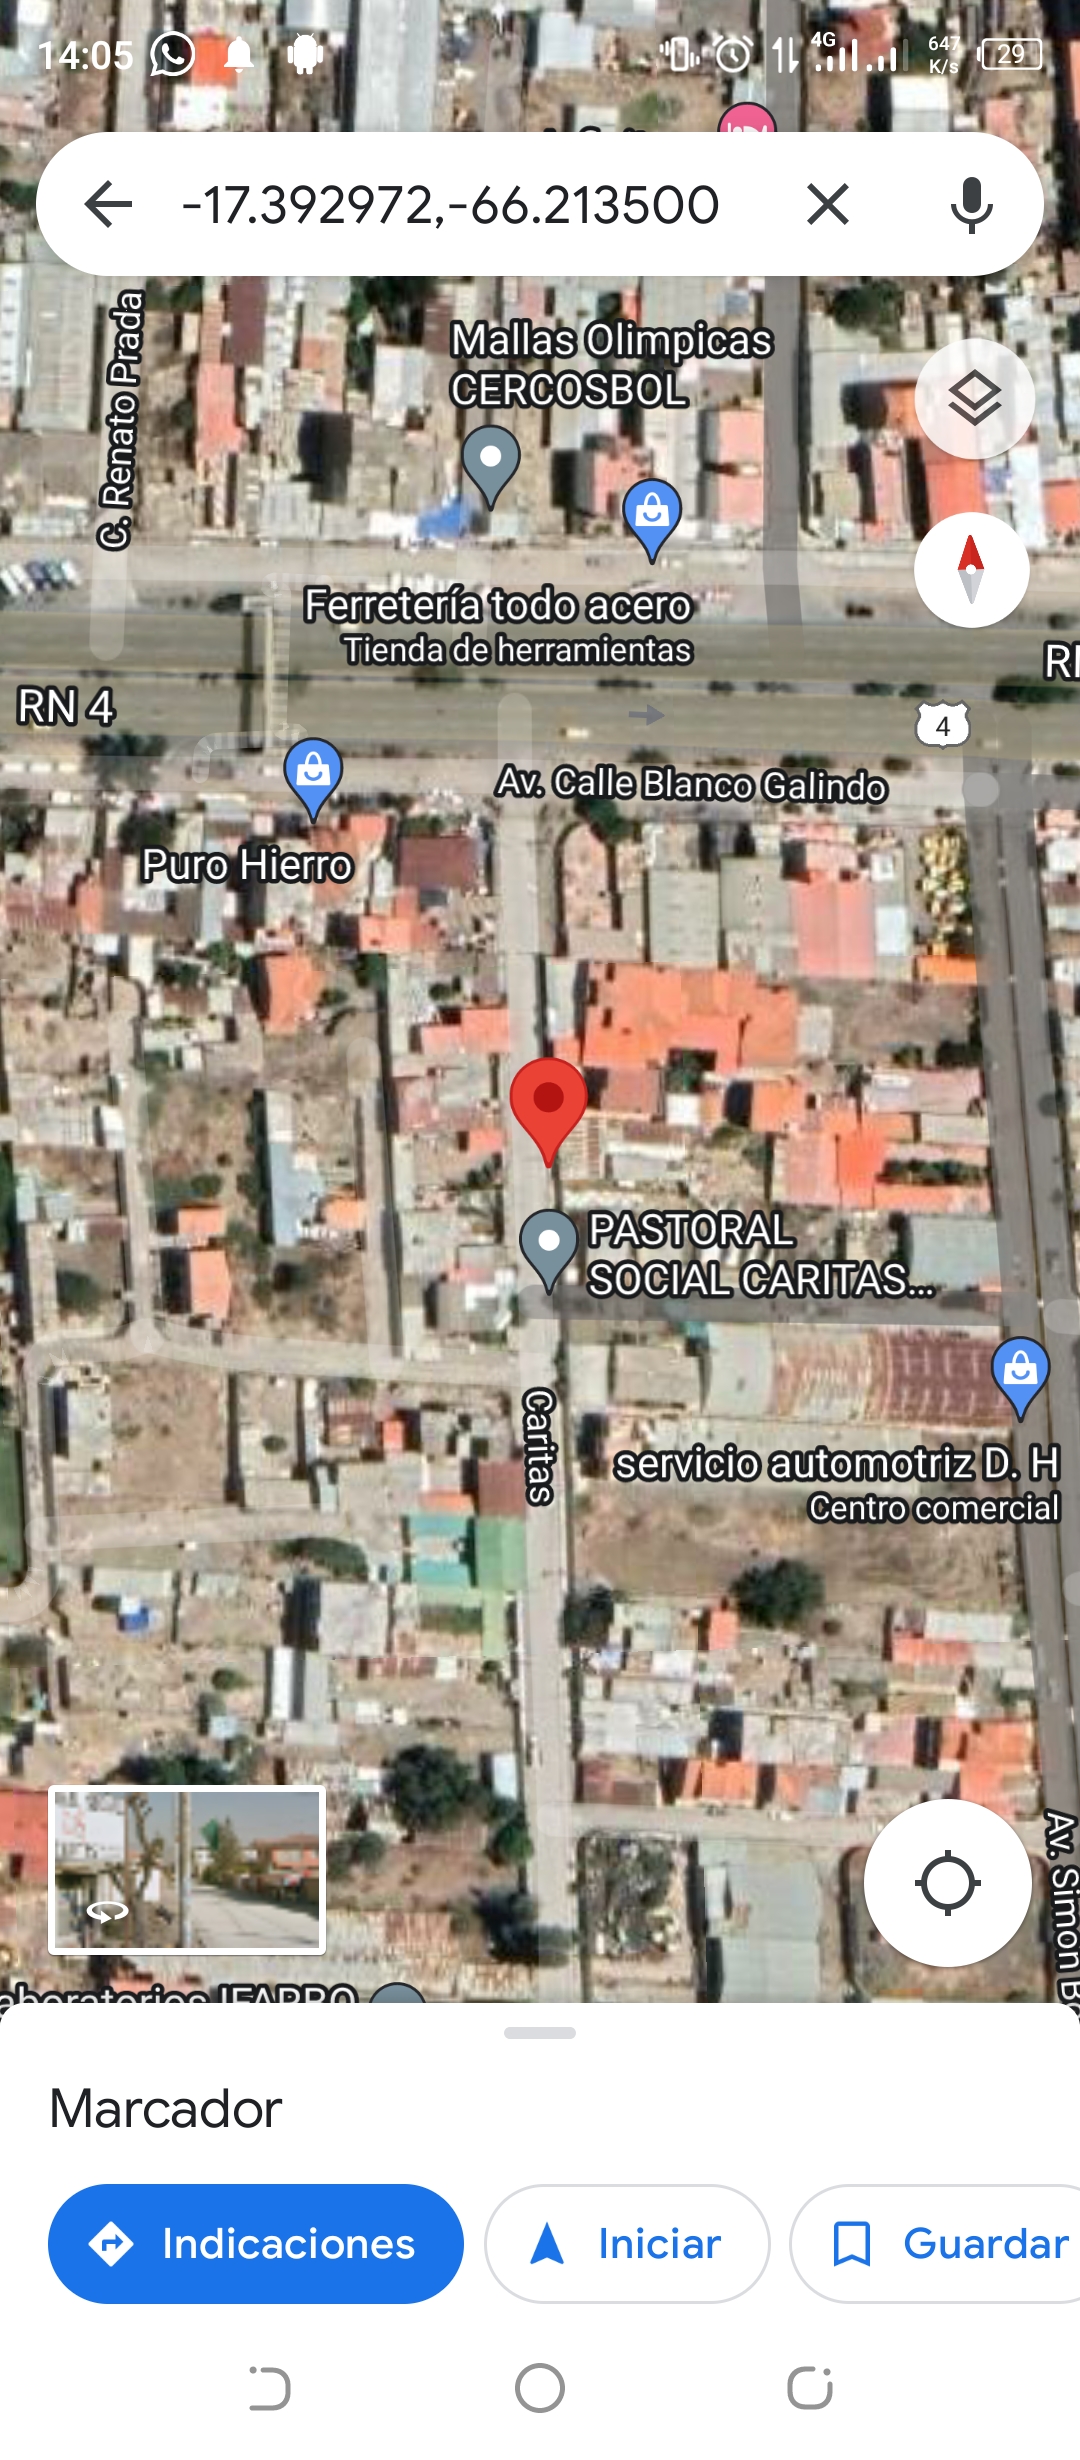 14:05
4G
647
K/s
29
-17.392972,-66.213500
C. Renato Prada
Mallas Olimpicas
CERCOSBOL
Ferretería todo acero
Tienda de herramientas
RN 4
4
Av. Calle Blanco Galindo
Puro Hierro
PASTORAL
SOCIAL CARITAS...
Caritas
servicio automotriz D. H
Centro comercial
Av. Simon B
Marcador
Indicaciones
Iniciar
Guardar